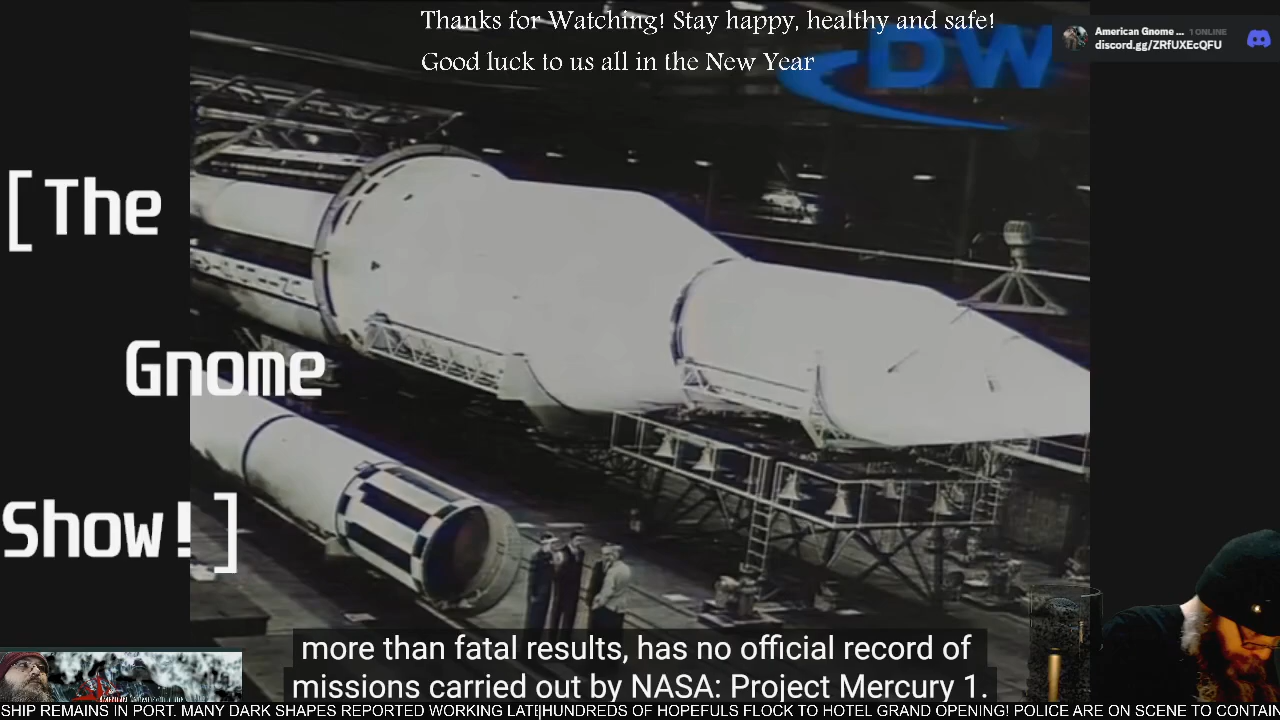 Thanks for Watching! Stay happy, healthy and safe!
Good luck to us all in the New Year
DW
American Gnome ... 1 ONLINE
discord.gg/ZRfUXEcQFU
[The
Gnome
Show!]
more than fatal results, has no official record of
missions carried out by NASA: Project Mercury 1.
SHIP REMAINS IN PORT. MANY DARK SHAPES REPORTED WORKING LAT
HUNDREDS OF HOPEFULS FLOCK TO HOTEL GRAND OPENING! POLICE ARE ON SCENE TO CONTAIN